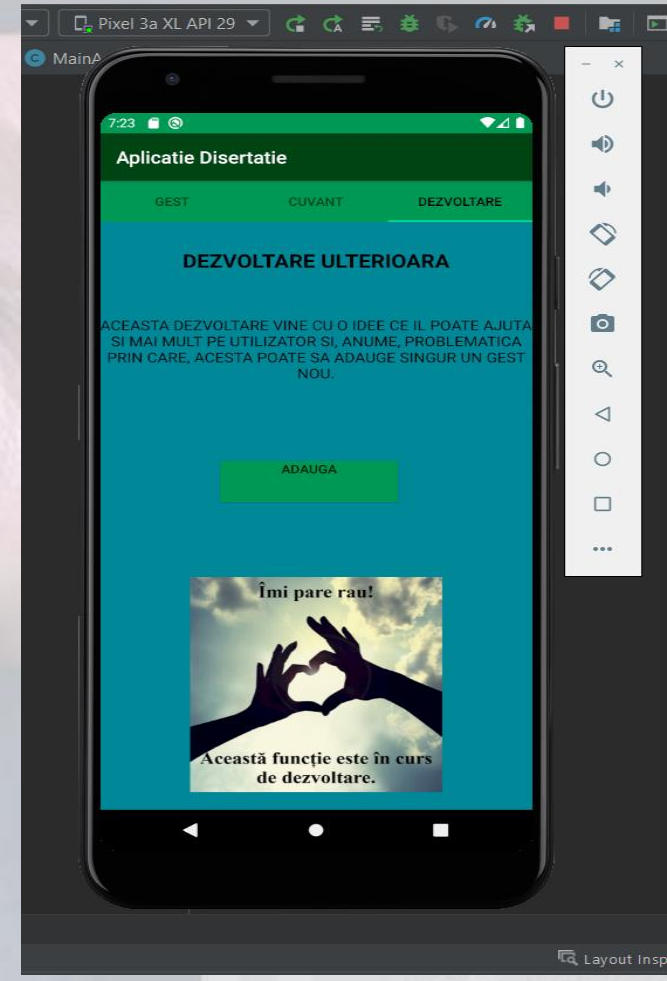 Pixel 3a XL API 29
MainA
7:23
Aplicatie Disertatie
GEST
CUVANT
DEZVOLTARE
DEZVOLTARE ULTERIOARA
ACEASTA DEZVOLTARE VINE CU O IDEE CE IL POATE AJUTA
SI MAI MULT PE UTILIZATOR SI, ANUME, PROBLEMATICA
PRIN CARE, ACESTA POATE SA ADAUGE SINGUR UN GEST
NOU.
ADAUGA
Îmi pare rau!
Această funcție este în curs
de dezvoltare.
Layout Insp